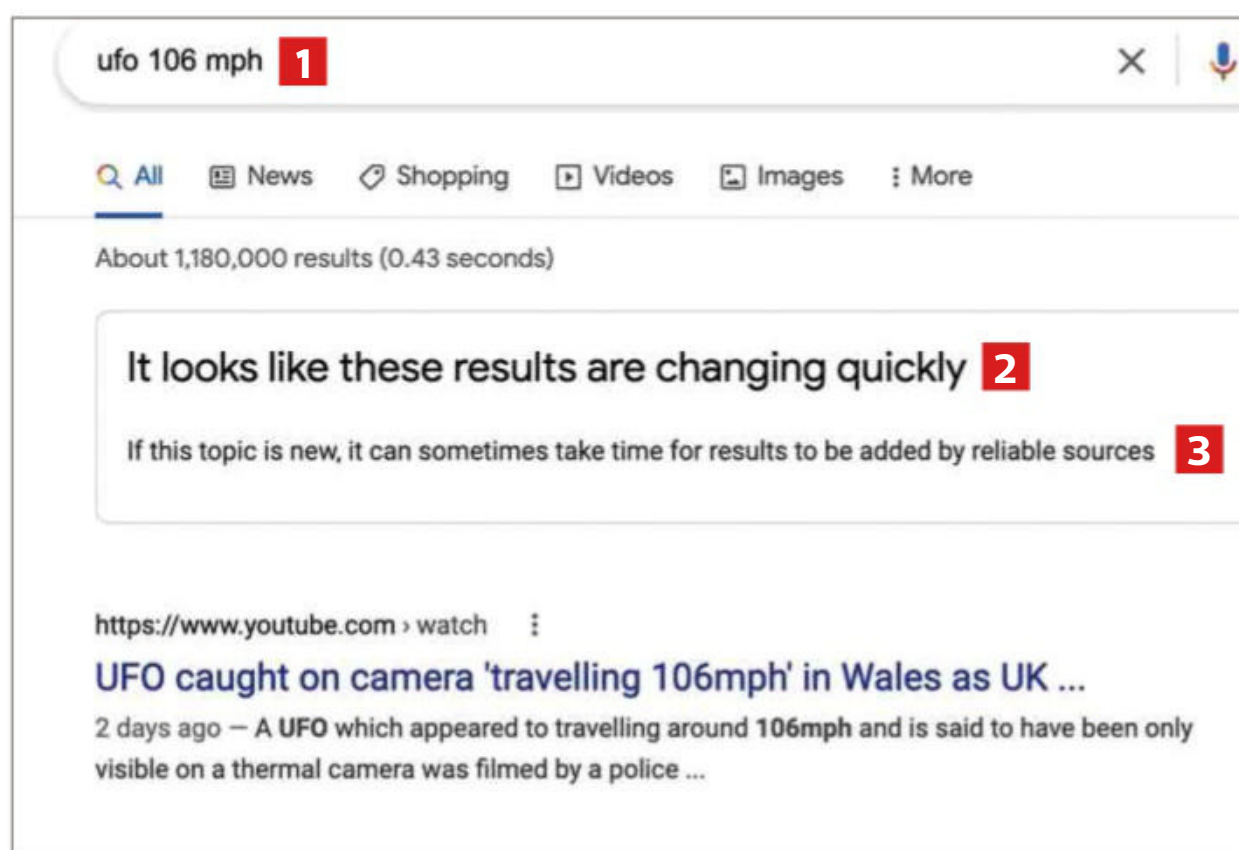 ufo 106 mph 1
All News Shopping Videos Images More
About 1,180,000 results (0.43 seconds)
It looks like these results are changing quickly 2
If this topic is new, it can sometimes take time for results to be added by reliable sources 3
https://www.youtube.com › watch
UFO caught on camera 'travelling 106mph' in Wales as UK ...
2 days ago — A UFO which appeared to travelling around 106mph and is said to have been only
visible on a thermal camera was filmed by a police ...